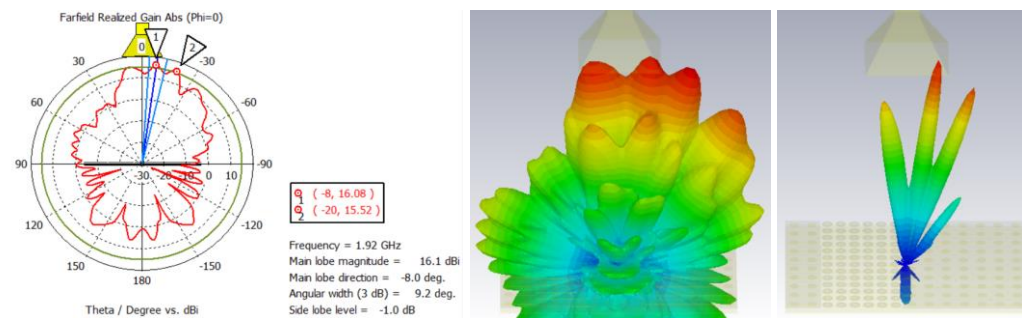 Farfield Realized Gain Abs (Phi=0)
1
0
2
30
-30
60
-60
90
-30
-10
0
10
-90
120
-120
150
-150
180
1 ( -8, 16.08 )
2 ( -20, 15.52 )
Frequency = 1.92 GHz
Main lobe magnitude = 16.1 dBi
Main lobe direction = -8.0 deg.
Angular width (3 dB) = 9.2 deg.
Side lobe level = -1.0 dB
Theta / Degree vs. dBi